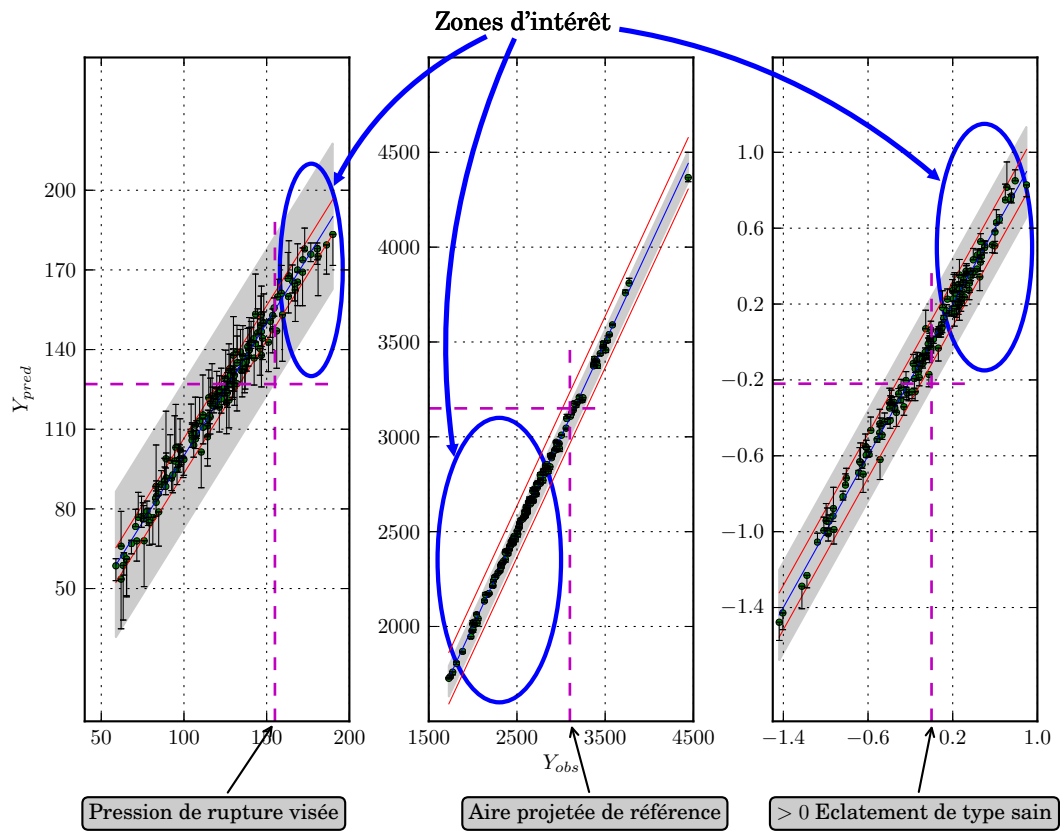 Zones d'intérêt
200
170
140
110
80
50
Y_pred
50 100 150 200
4500
4000
3500
3000
2500
2000
1500 2500 3500 4500
Y_obs
1.0
0.6
0.2
−0.2
−0.6
−1.0
−1.4
−1.4 −0.6 0.2 1.0
Pression de rupture visée
Aire projetée de référence
> 0 Eclatement de type sain